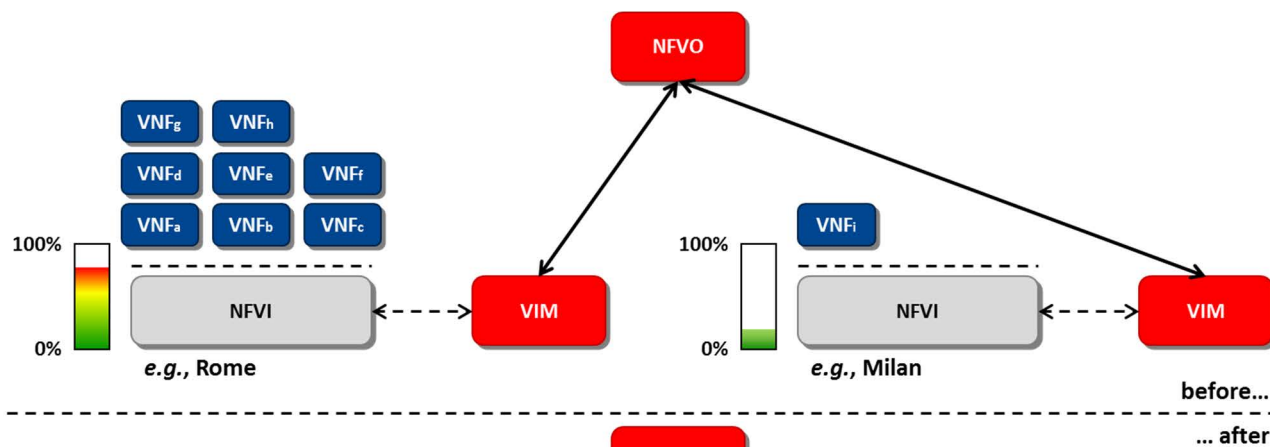 NFVO
VNFg VNFh
VNFd VNFe VNFf
VNFa VNFb VNFc
VNFi
100%
100%
NFVI
VIM
NFVI
VIM
0%
0%
e.g., Rome
e.g., Milan
before...
... after